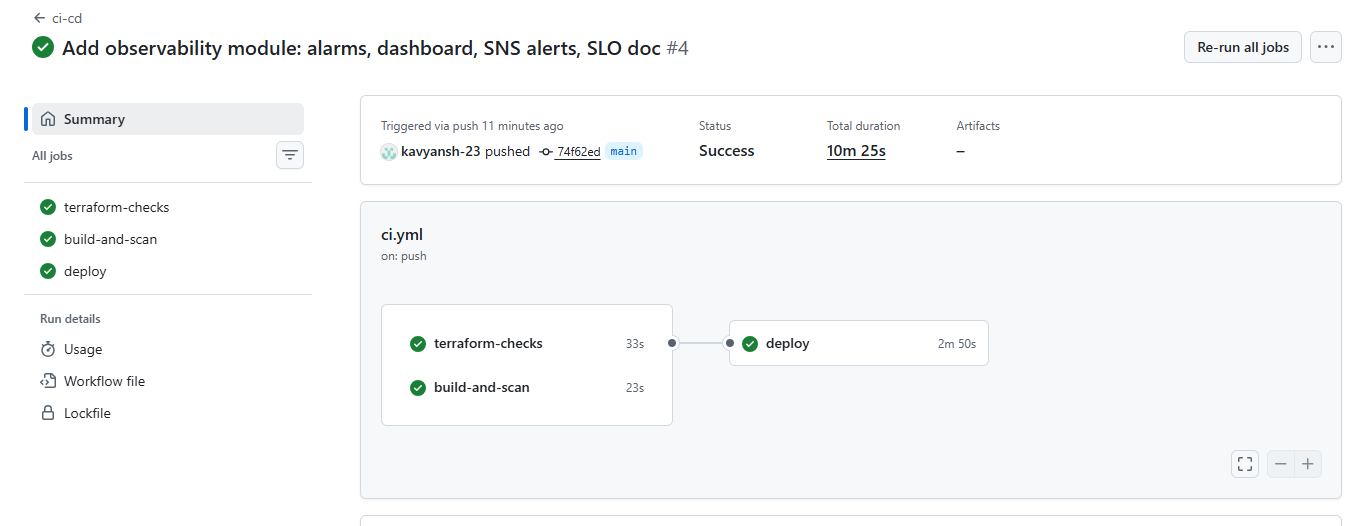 ← ci-cd
Add observability module: alarms, dashboard, SNS alerts, SLO doc #4
Re-run all jobs
Summary
All jobs
terraform-checks
build-and-scan
deploy
Run details
Usage
Workflow file
Lockfile
Triggered via push 11 minutes ago
kavyansh-23 pushed 74f62ed main
Status
Success
Total duration
10m 25s
Artifacts
–
ci.yml
on: push
terraform-checks 33s
build-and-scan 23s
deploy 2m 50s